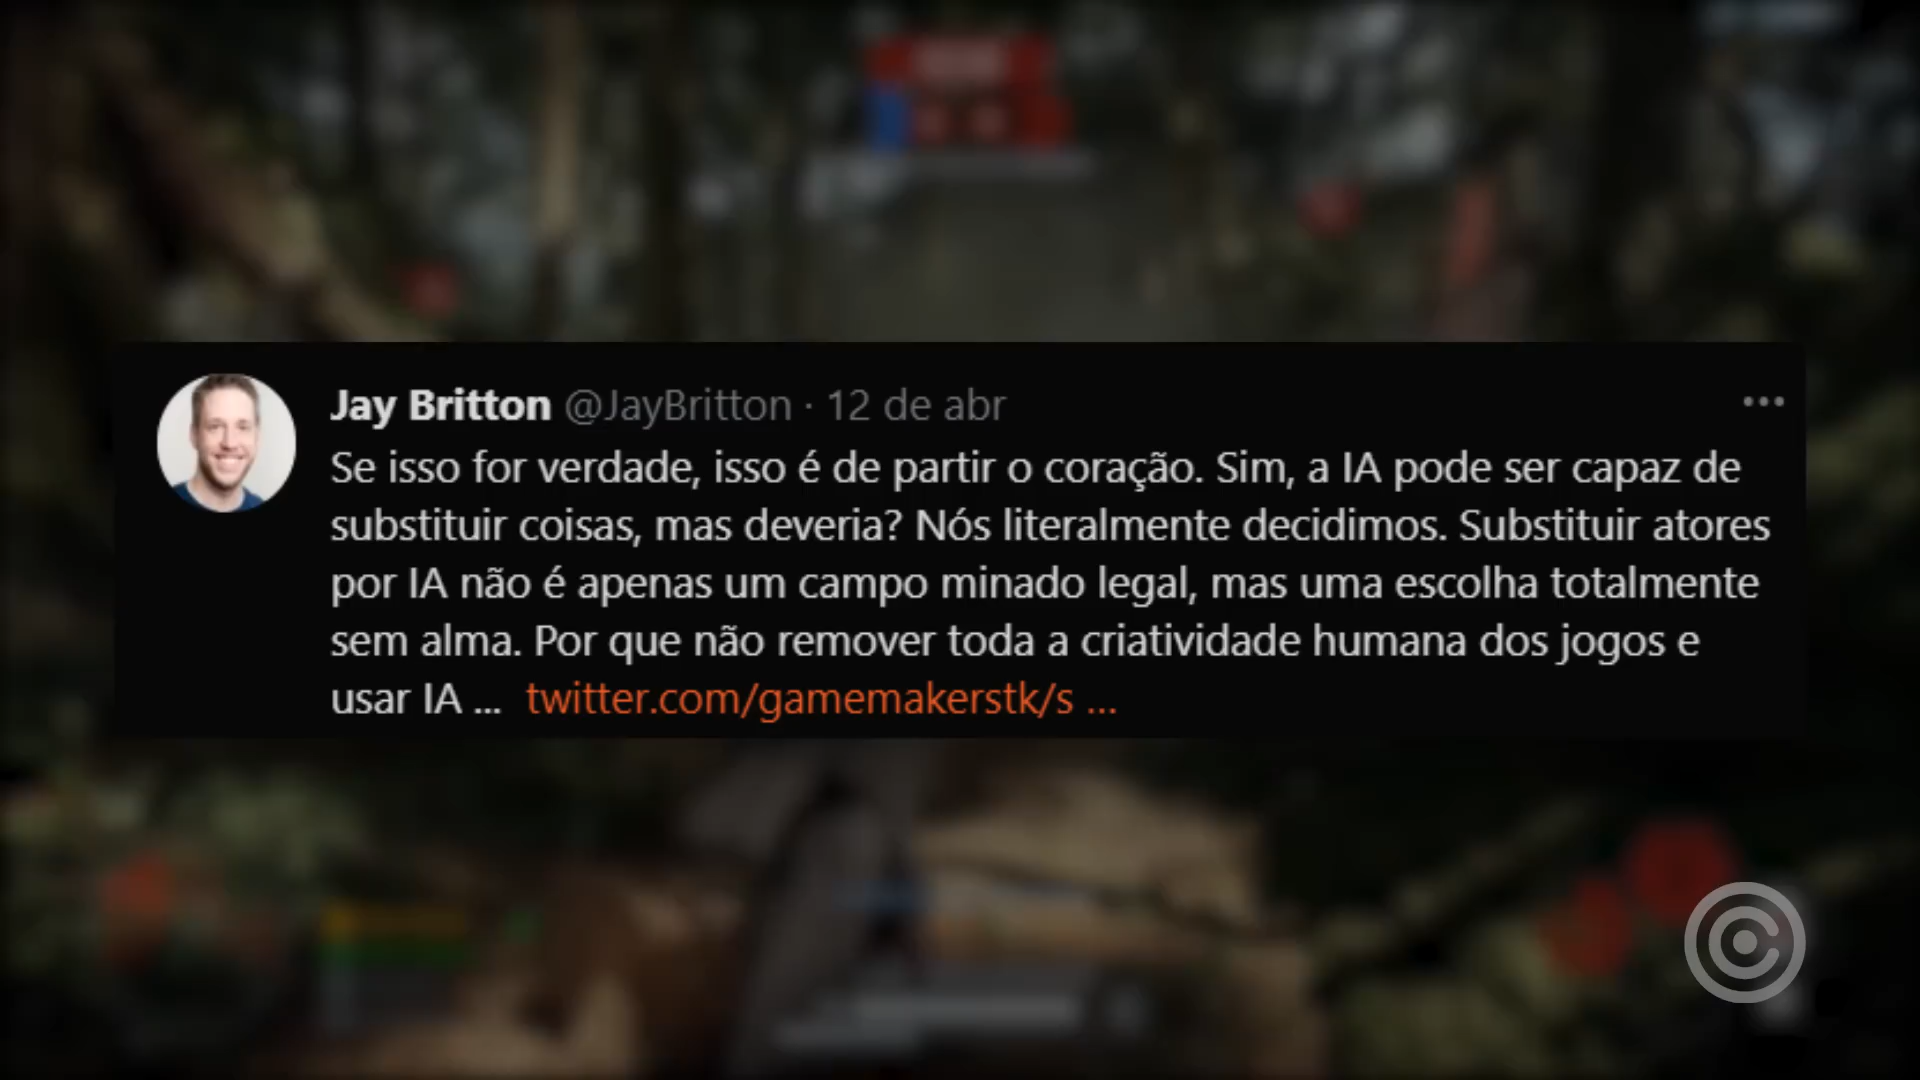 Jay Britton @JayBritton · 12 de abr
Se isso for verdade, isso é de partir o coração. Sim, a IA pode ser capaz de
substituir coisas, mas deveria? Nós literalmente decidimos. Substituir atores
por IA não é apenas um campo minado legal, mas uma escolha totalmente
sem alma. Por que não remover toda a criatividade humana dos jogos e
usar IA ... twitter.com/gamemakerstk/s ...